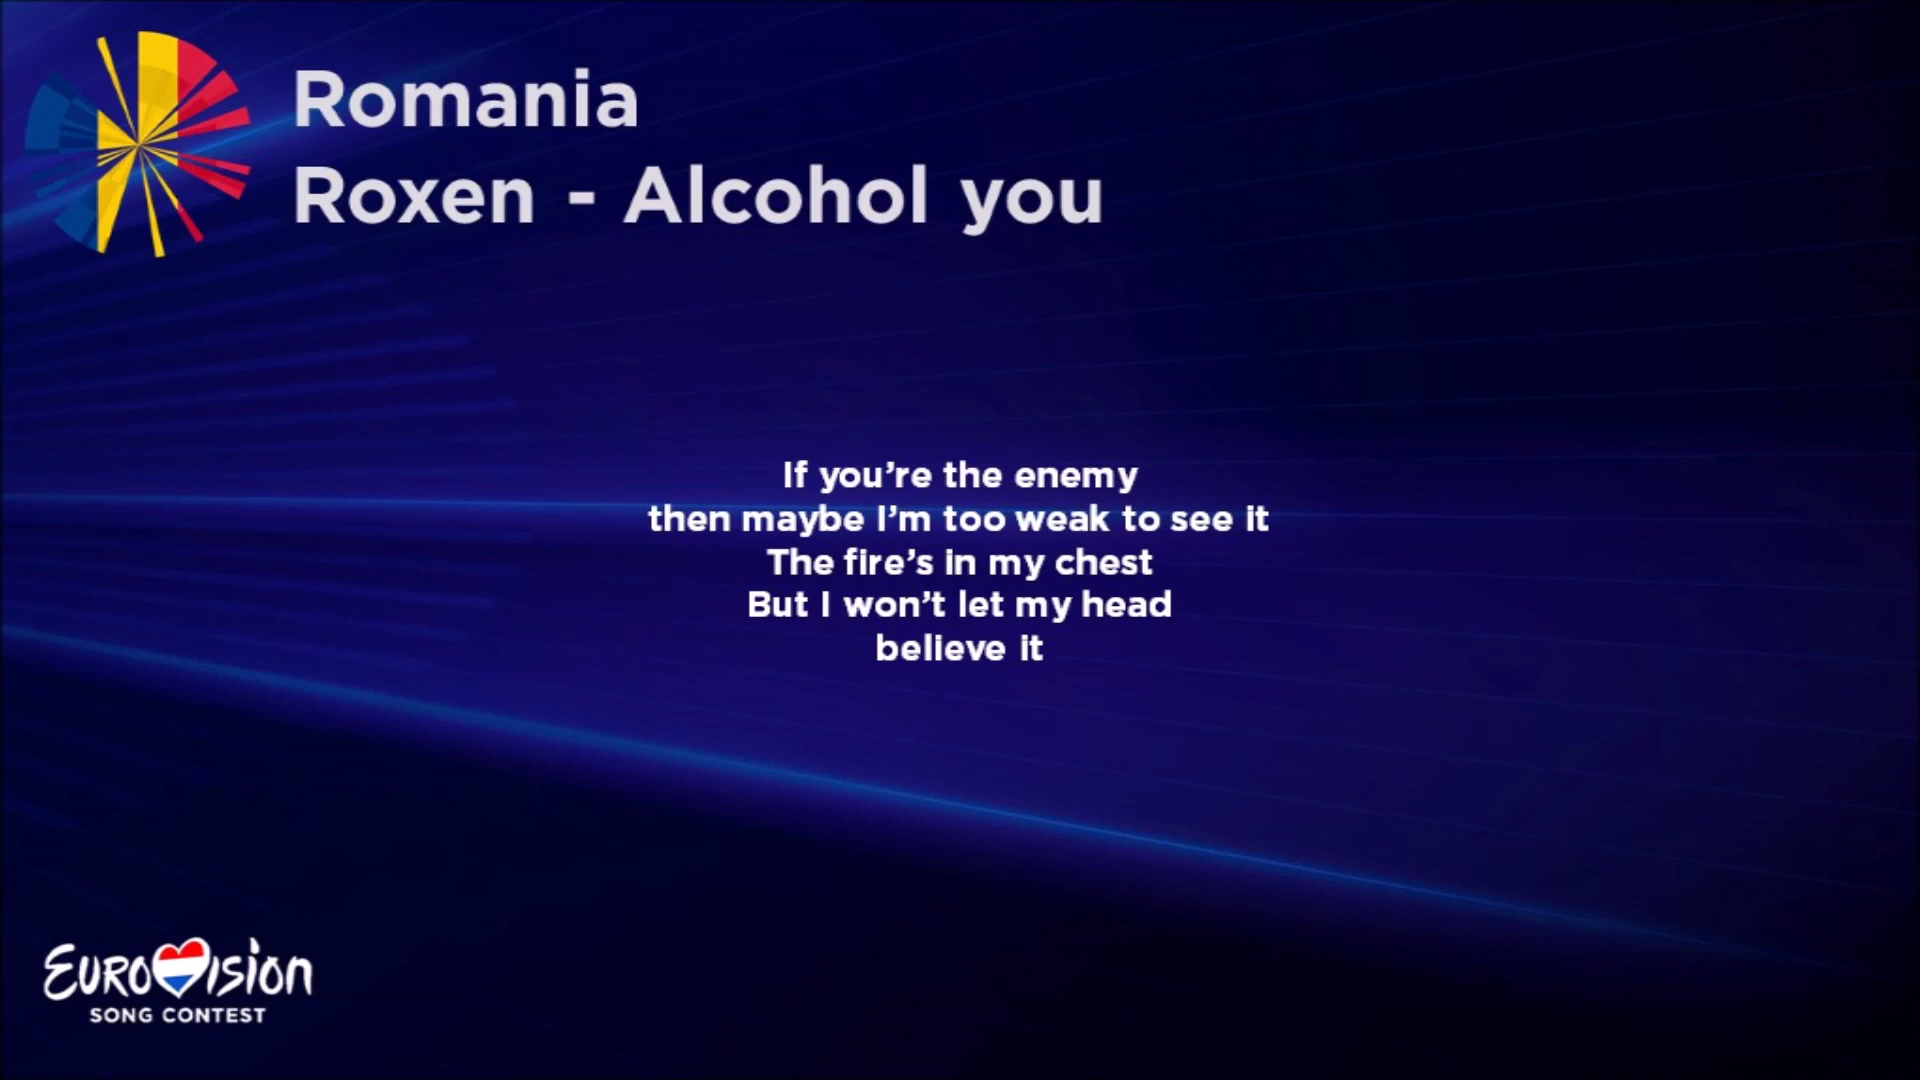 Romania
Roxen - Alcohol you
If you’re the enemy
then maybe I’m too weak to see it
The fire’s in my chest
But I won’t let my head
believe it
EUROVISION
SONG CONTEST